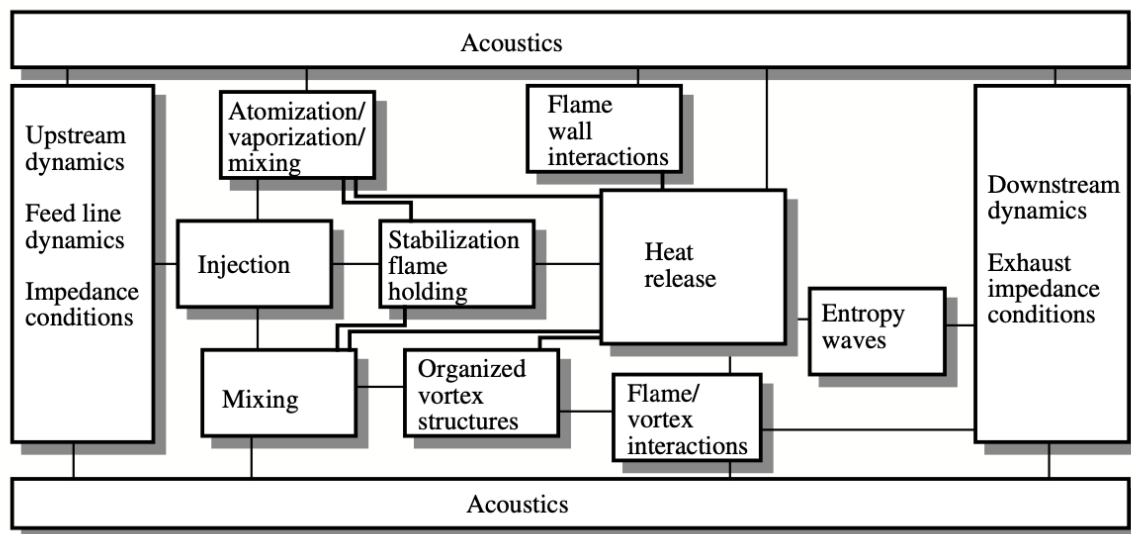 Acoustics
Upstream
dynamics
Feed line
dynamics
Impedance
conditions
Atomization/
vaporization/
mixing
Flame
wall
interactions
Injection
Stabilization
flame
holding
Heat
release
Downstream
dynamics
Exhaust
impedance
conditions
Entropy
waves
Mixing
Organized
vortex
structures
Flame/
vortex
interactions
Acoustics